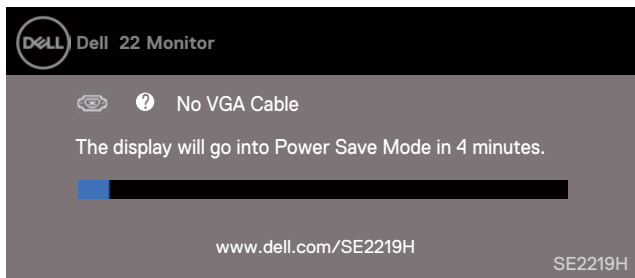 DELL Dell 22 Monitor
? No VGA Cable
The display will go into Power Save Mode in 4 minutes.
www.dell.com/SE2219H
SE2219H